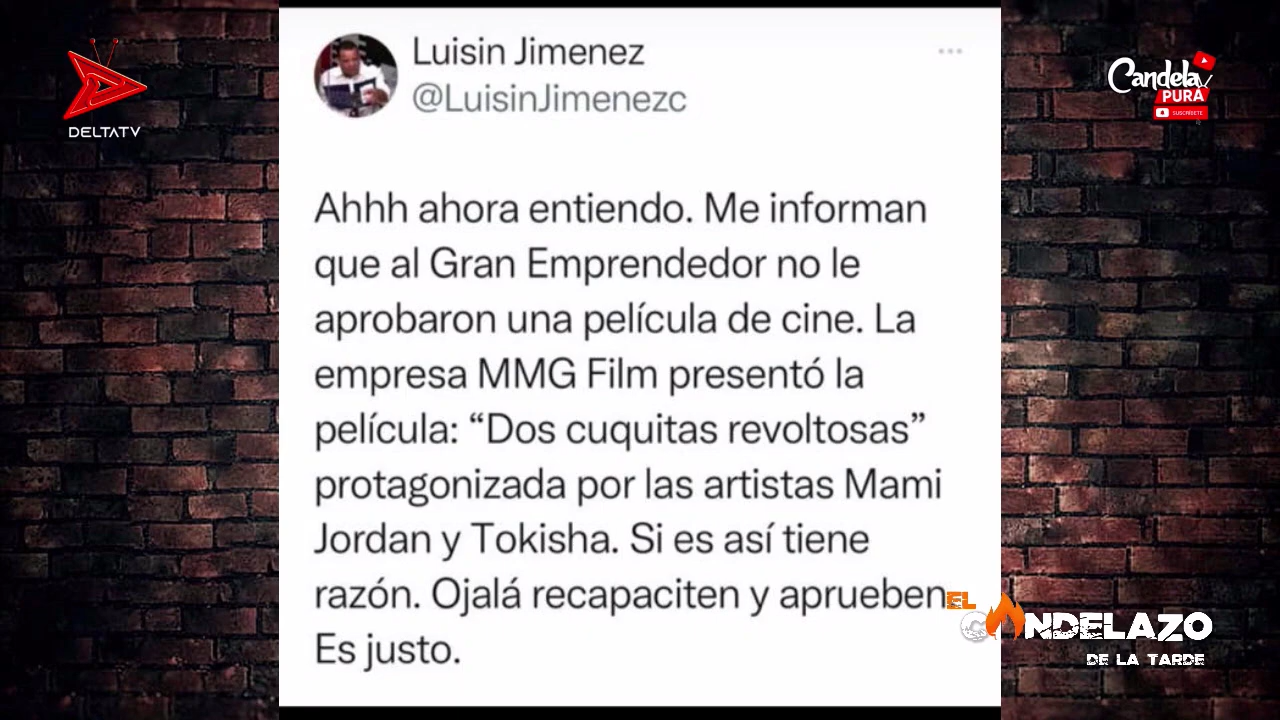 Luisin Jimenez
@LuisinJimenezc
DELTATV
Candela
PURA
SUSCRÍBETE
Ahhh ahora entiendo. Me informan
que al Gran Emprendedor no le
aprobaron una película de cine. La
empresa MMG Film presentó la
película: “Dos cuquitas revoltosas”
protagonizada por las artistas Mami
Jordan y Tokisha. Si es así tiene
razón. Ojalá recapaciten y aprueben
Es justo.
EL
CANDELAZO
DE LA TARDE